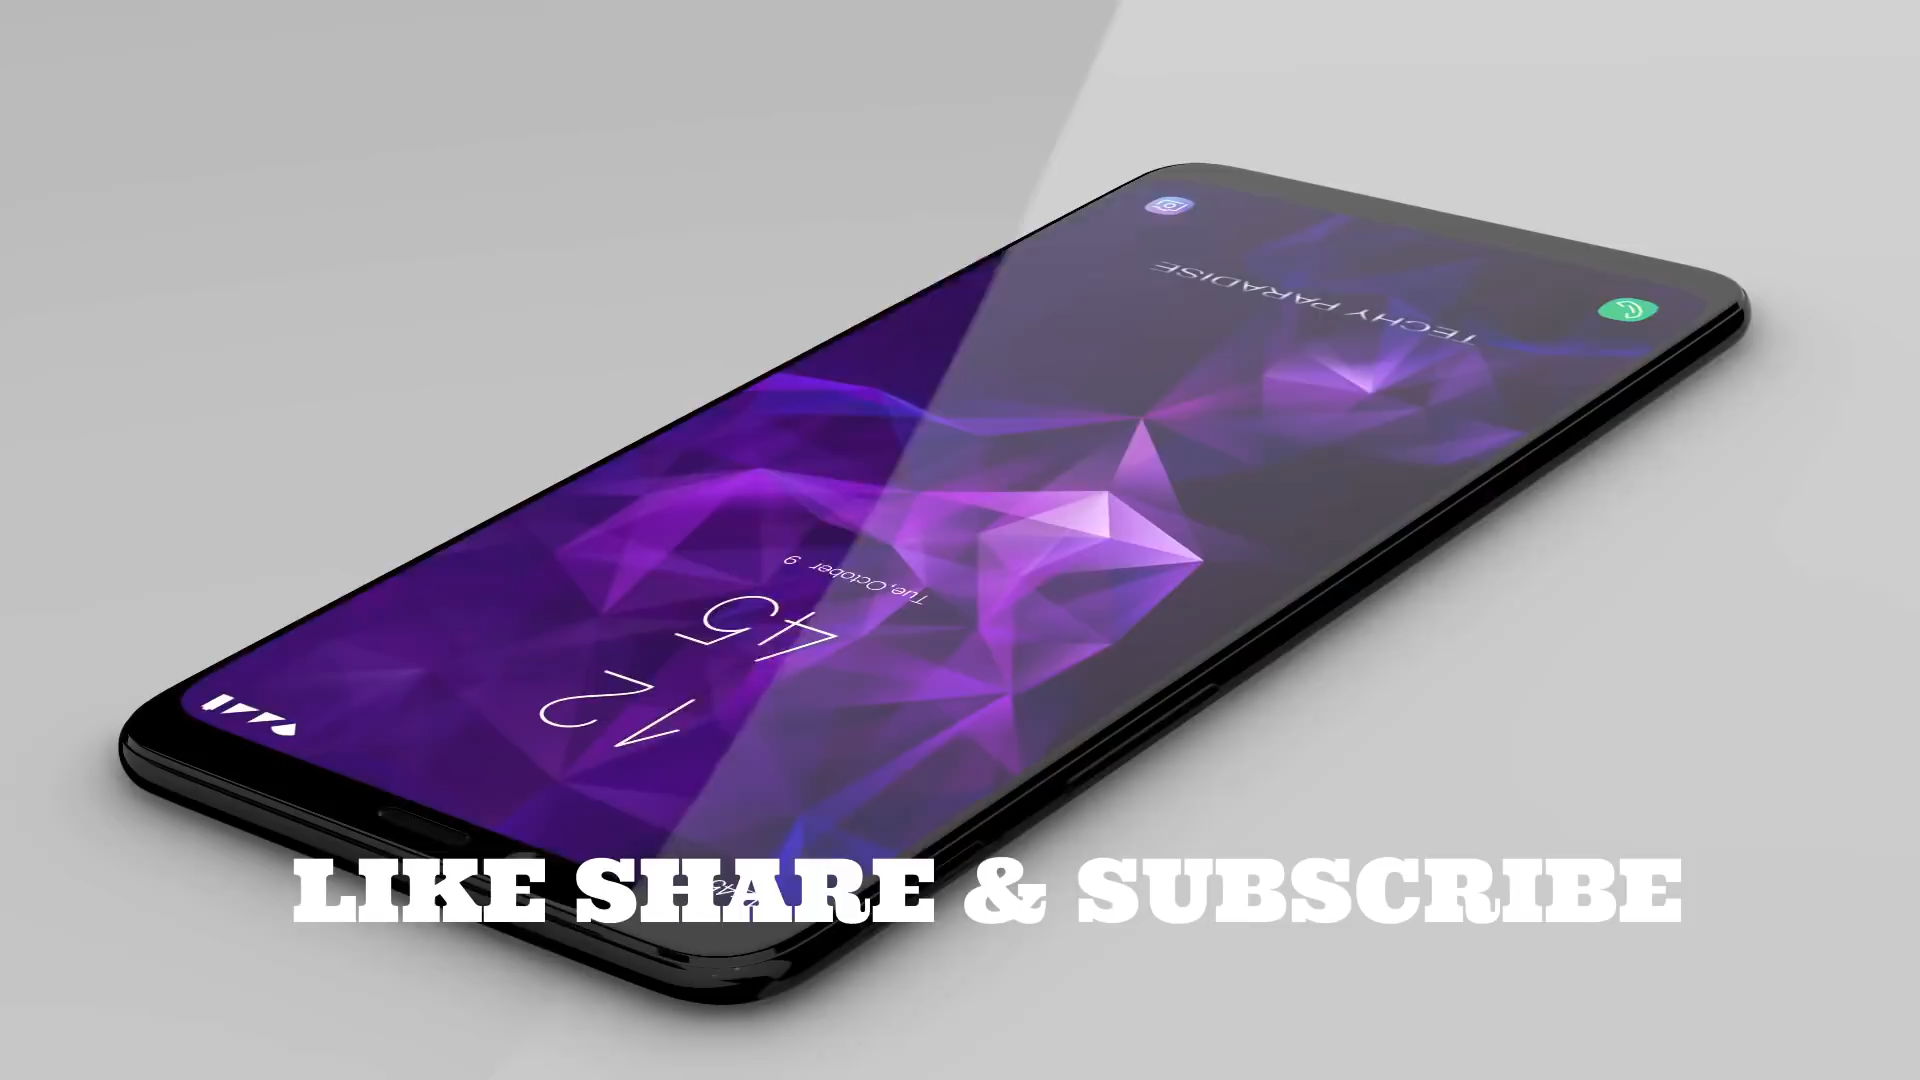 TECHY PARADISE
Tue, October 9
45
12
LIKE SHARE & SUBSCRIBE